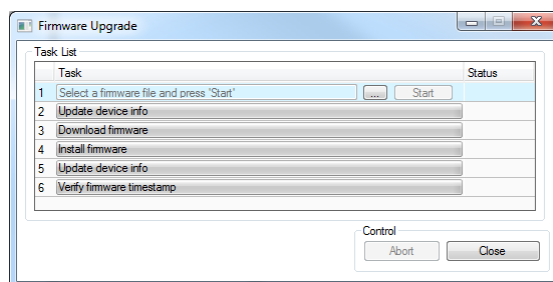 Firmware Upgrade
Task List
Task Status
1 Select a firmware file and press 'Start' ... Start
2 Update device info
3 Download firmware
4 Install firmware
5 Update device info
6 Verify firmware timestamp
Control
Abort Close